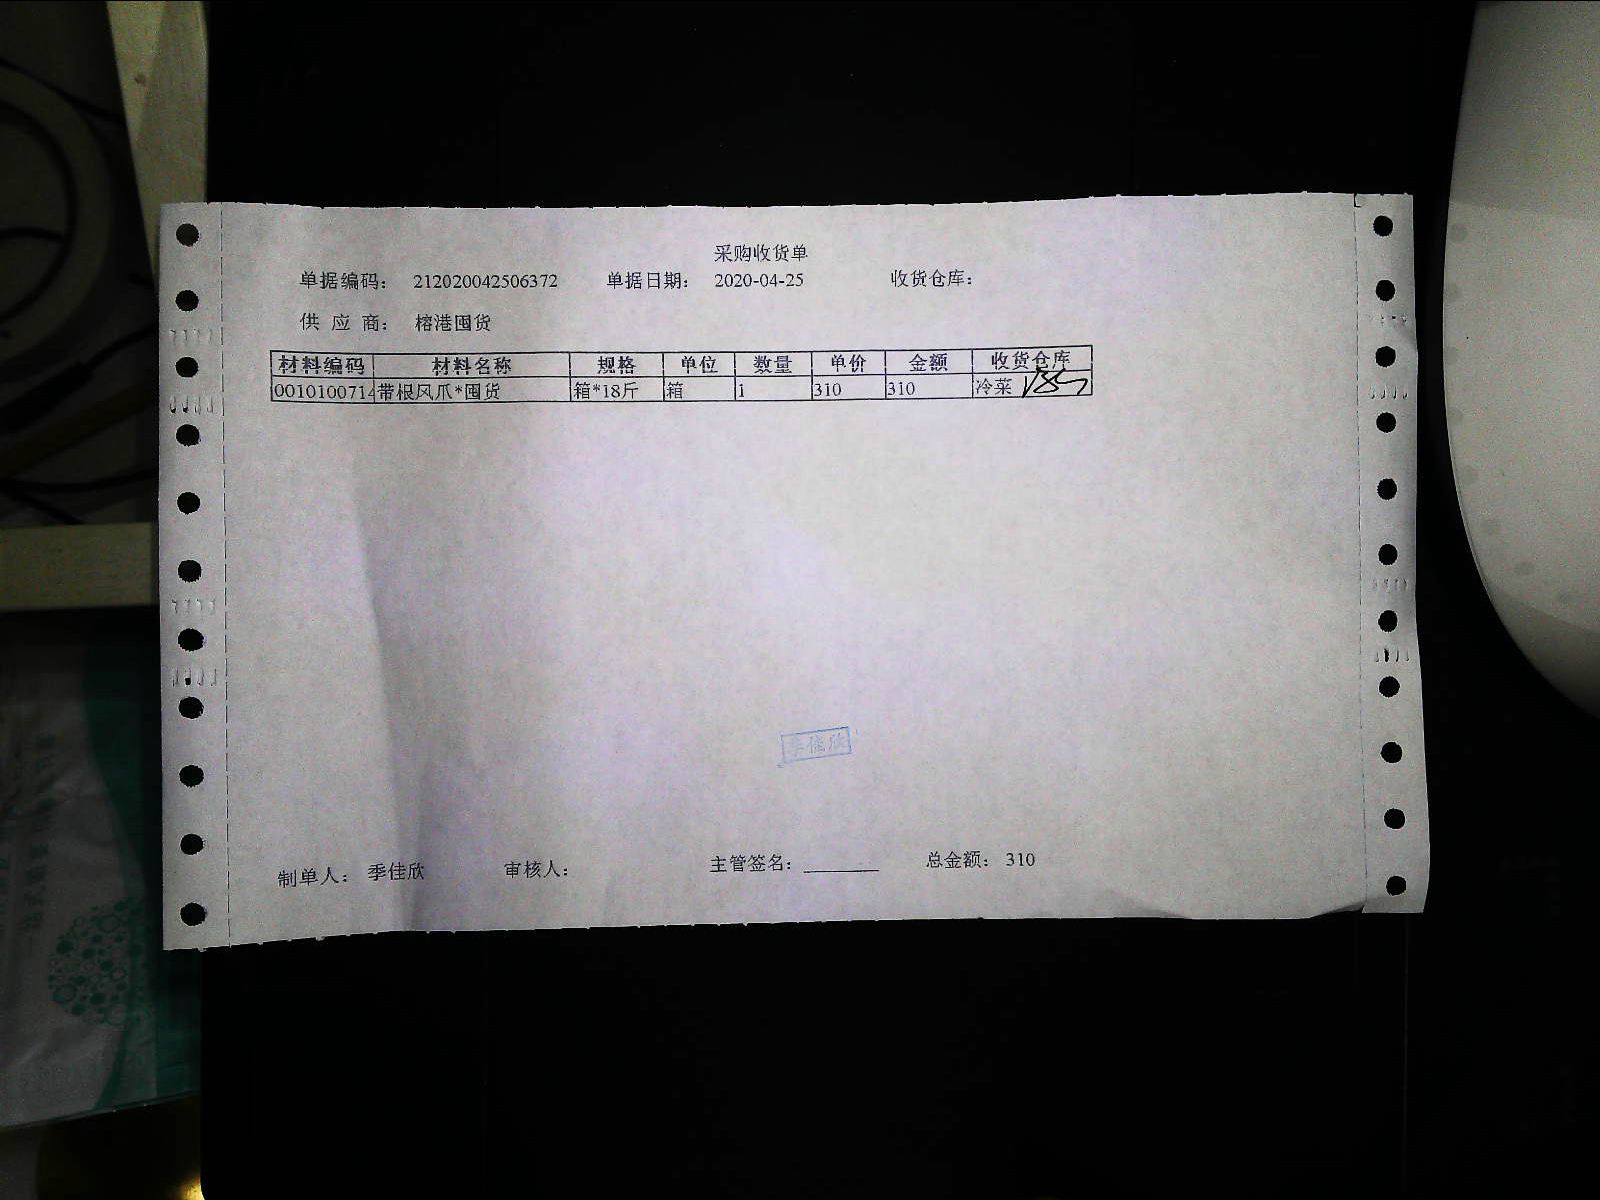 采购收货单
单据编码： 212020042506372 单据日期： 2020-04-25 收货仓库：
供 应 商： 榕港囤货
材料编码 材料名称 规格 单位 数量 单价 金额 收货仓库
0010100714 带根风爪*囤货 箱*18斤 箱 1 310 310 冷菜
季佳欣
制单人： 季佳欣 审核人： 主管签名：________ 总金额： 310